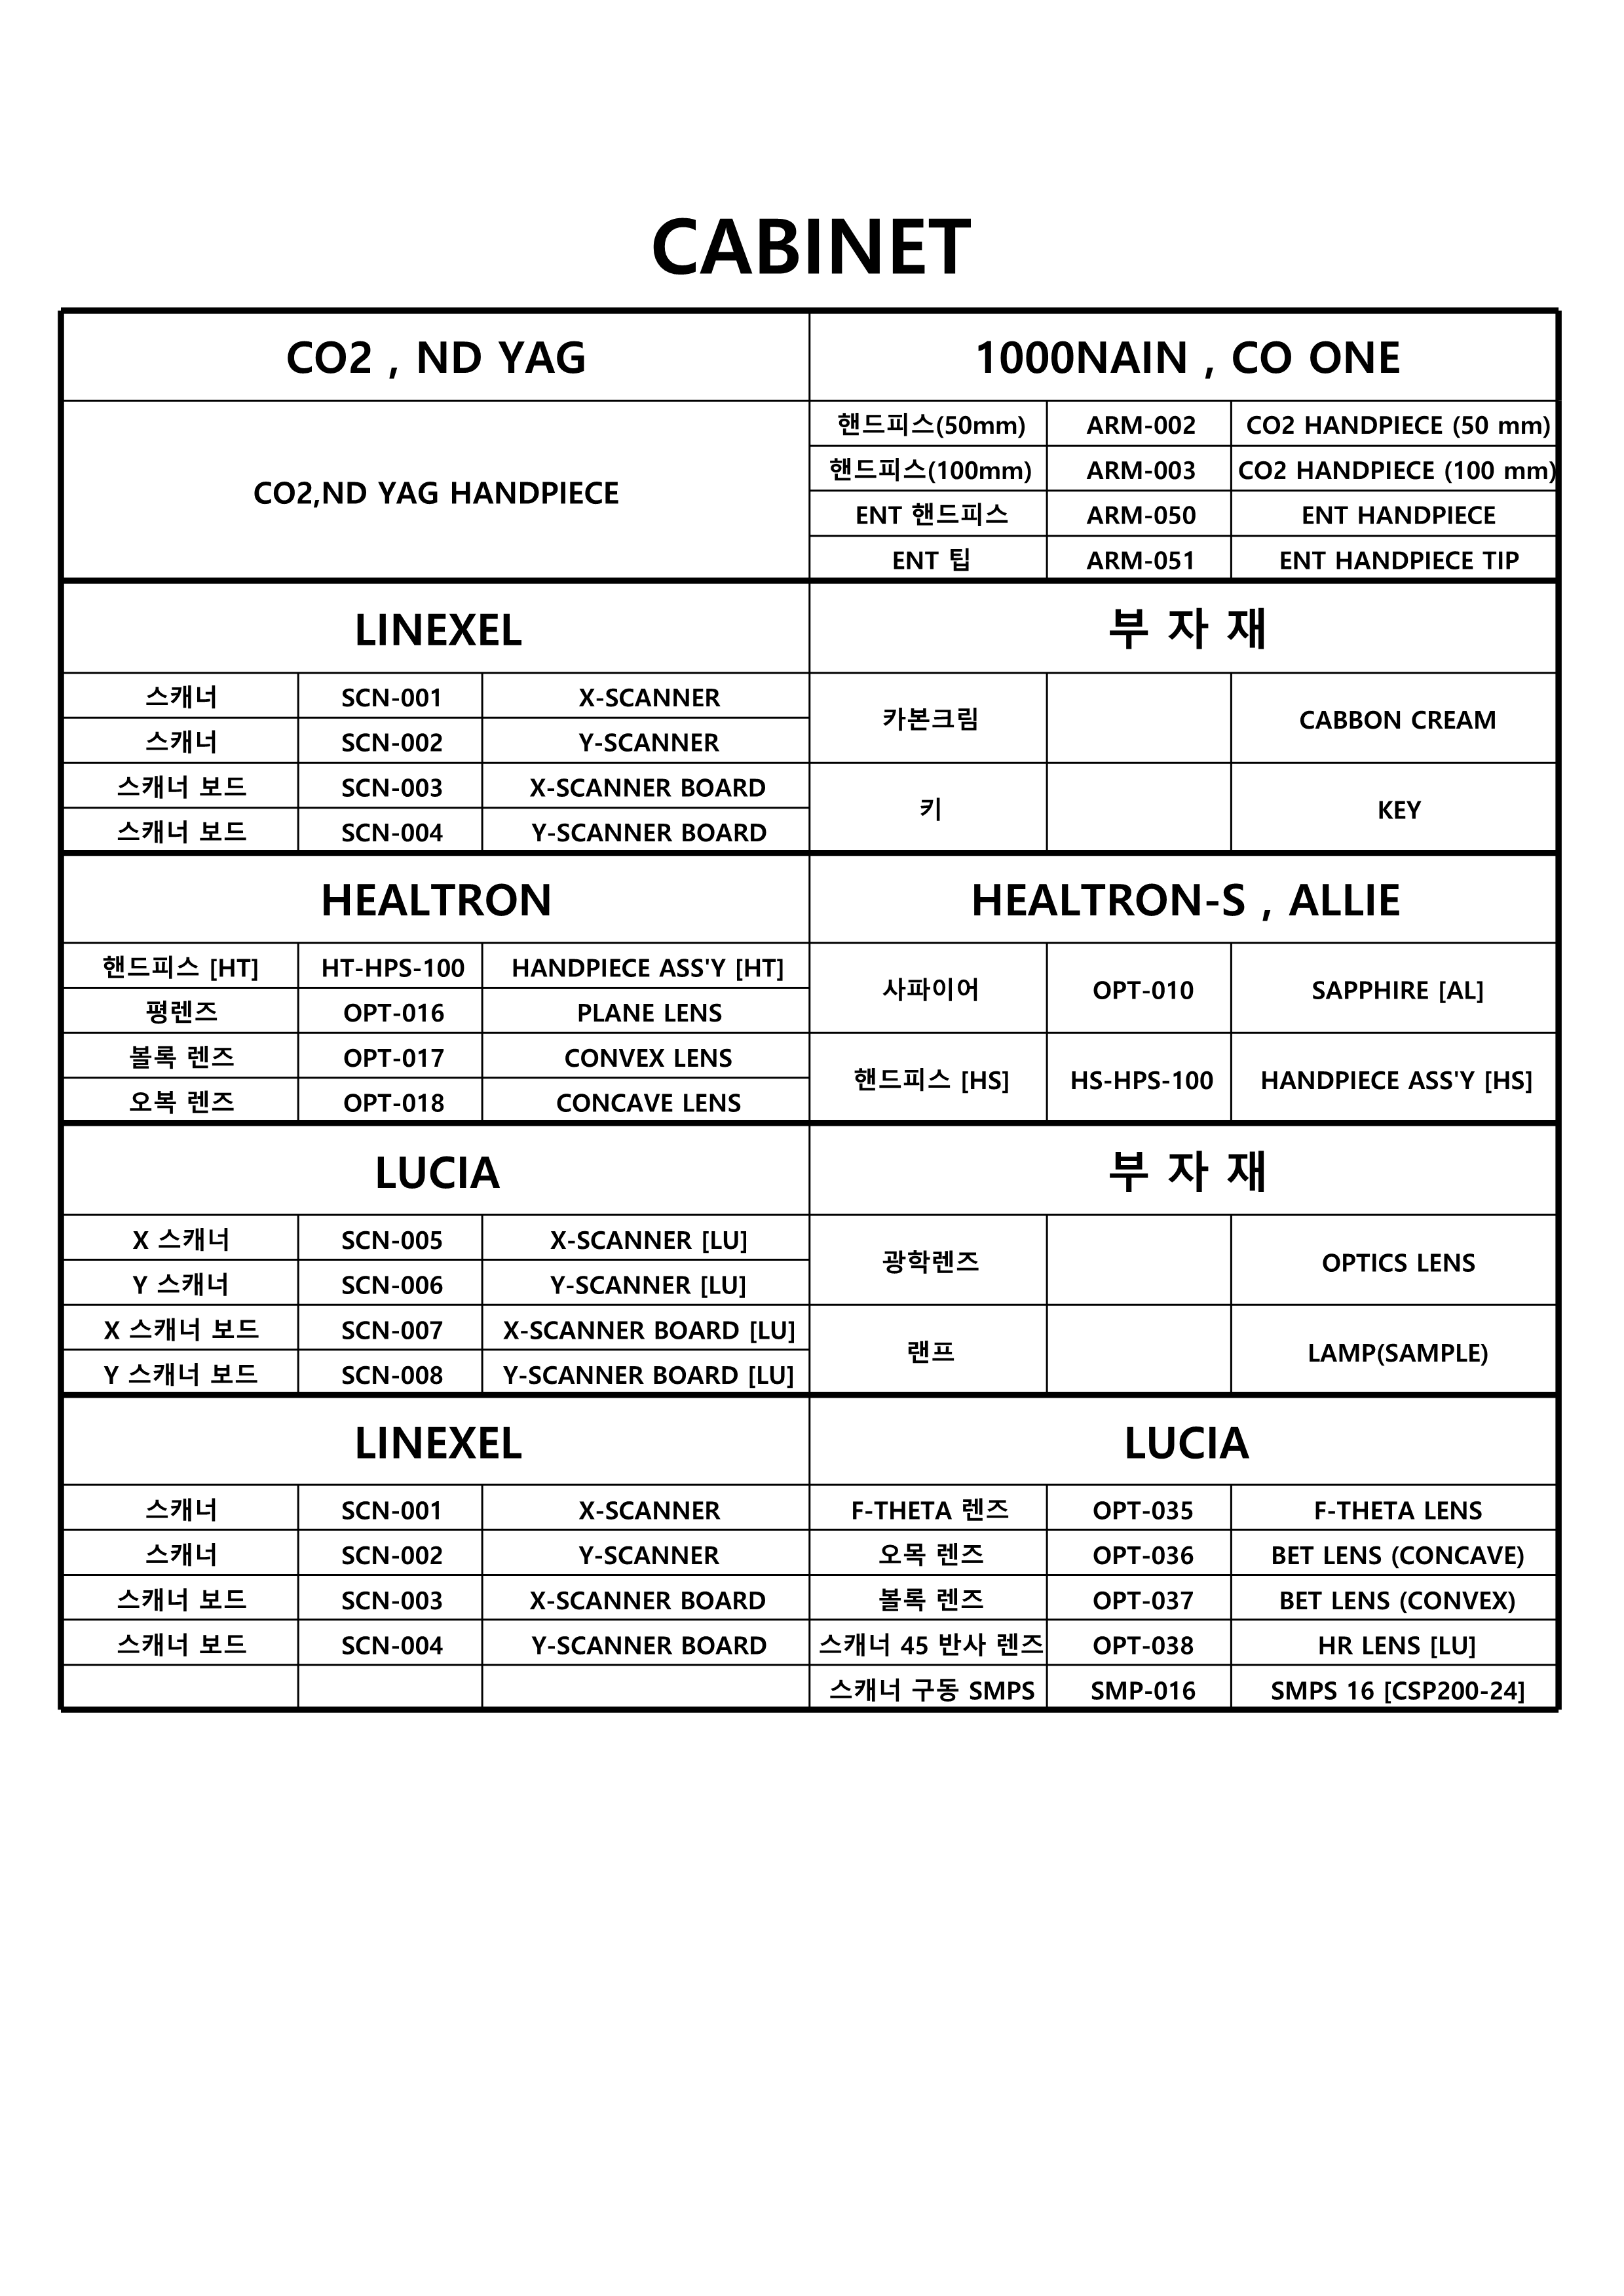 CABINET
CO2 , ND YAG
1000NAIN , CO ONE
CO2,ND YAG HANDPIECE
핸드피스(50mm) ARM-002 CO2 HANDPIECE (50 mm)
핸드피스(100mm) ARM-003 CO2 HANDPIECE (100 mm)
ENT 핸드피스 ARM-050 ENT HANDPIECE
ENT 팁 ARM-051 ENT HANDPIECE TIP
LINEXEL
부 자 재
스캐너 SCN-001 X-SCANNER
스캐너 SCN-002 Y-SCANNER
스캐너 보드 SCN-003 X-SCANNER BOARD
스캐너 보드 SCN-004 Y-SCANNER BOARD
카본크림 CABBON CREAM
키 KEY
HEALTRON
HEALTRON-S , ALLIE
핸드피스 [HT] HT-HPS-100 HANDPIECE ASS'Y [HT]
평렌즈 OPT-016 PLANE LENS
볼록 렌즈 OPT-017 CONVEX LENS
오복 렌즈 OPT-018 CONCAVE LENS
사파이어 OPT-010 SAPPHIRE [AL]
핸드피스 [HS] HS-HPS-100 HANDPIECE ASS'Y [HS]
LUCIA
부 자 재
X 스캐너 SCN-005 X-SCANNER [LU]
Y 스캐너 SCN-006 Y-SCANNER [LU]
X 스캐너 보드 SCN-007 X-SCANNER BOARD [LU]
Y 스캐너 보드 SCN-008 Y-SCANNER BOARD [LU]
광학렌즈 OPTICS LENS
랜프 LAMP(SAMPLE)
LINEXEL
LUCIA
스캐너 SCN-001 X-SCANNER
스캐너 SCN-002 Y-SCANNER
스캐너 보드 SCN-003 X-SCANNER BOARD
스캐너 보드 SCN-004 Y-SCANNER BOARD
F-THETA 렌즈 OPT-035 F-THETA LENS
오목 렌즈 OPT-036 BET LENS (CONCAVE)
볼록 렌즈 OPT-037 BET LENS (CONVEX)
스캐너 45 반사 렌즈 OPT-038 HR LENS [LU]
스캐너 구동 SMPS SMP-016 SMPS 16 [CSP200-24]